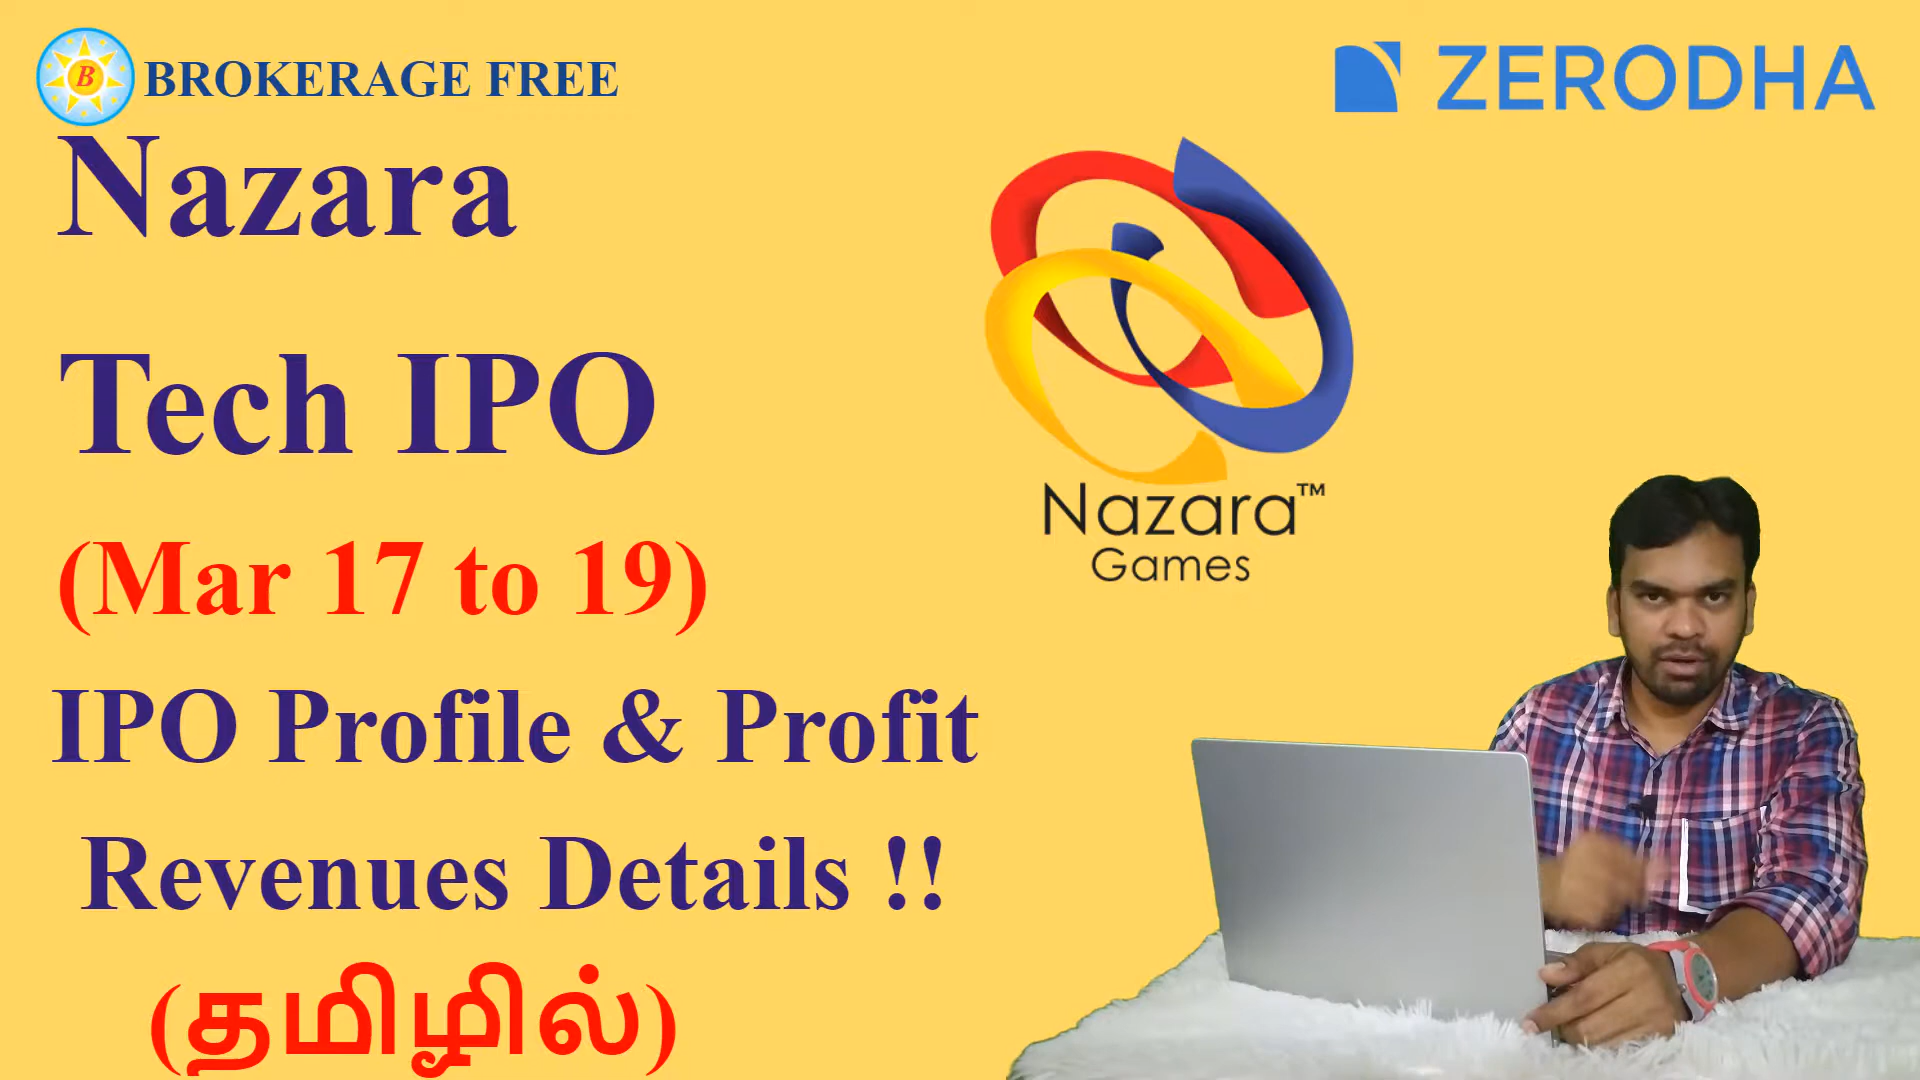 B BROKERAGE FREE
ZERODHA
Nazara
Tech IPO
(Mar 17 to 19)
IPO Profile & Profit
Revenues Details !!
(தமிழில்)
Nazara™
Games